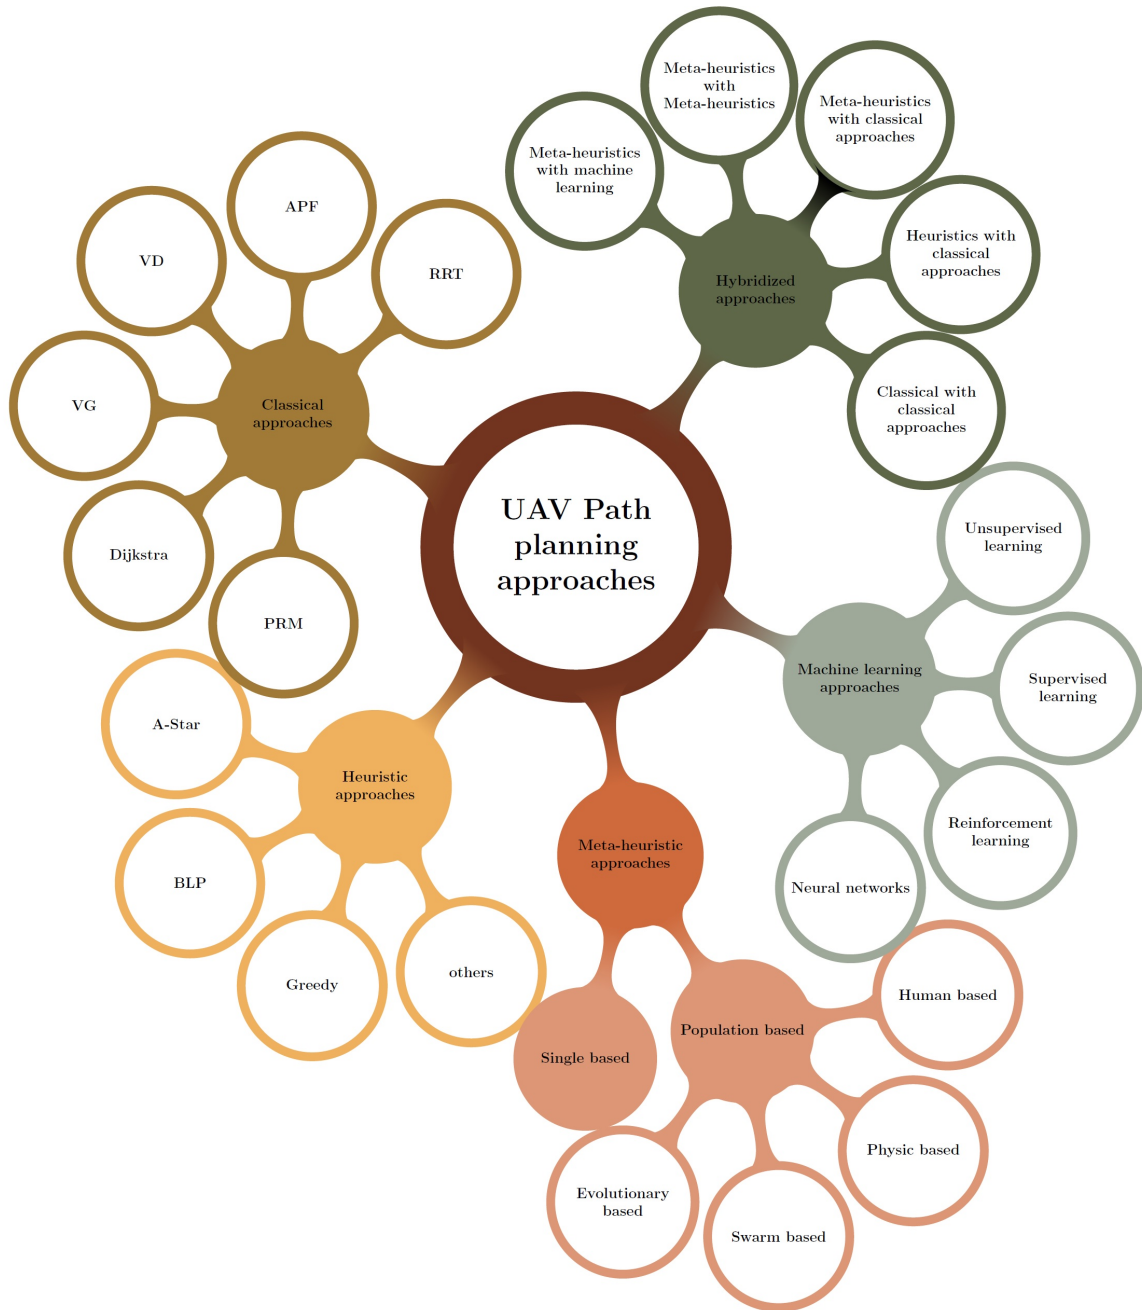 Meta-heuristics
with
Meta-heuristics
Meta-heuristics
with classical
approaches
Meta-heuristics
with machine
learning
Heuristics with
classical
approaches
Hybridized
approaches
Classical with
classical
approaches
APF
RRT
VD
VG
Classical
approaches
Dijkstra
PRM
UAV Path
planning
approaches
Unsupervised
learning
Supervised
learning
Machine learning
approaches
Reinforcement
learning
Neural networks
A-Star
Heuristic
approaches
BLP
Greedy
others
Meta-heuristic
approaches
Single based
Population based
Human based
Physic based
Swarm based
Evolutionary
based